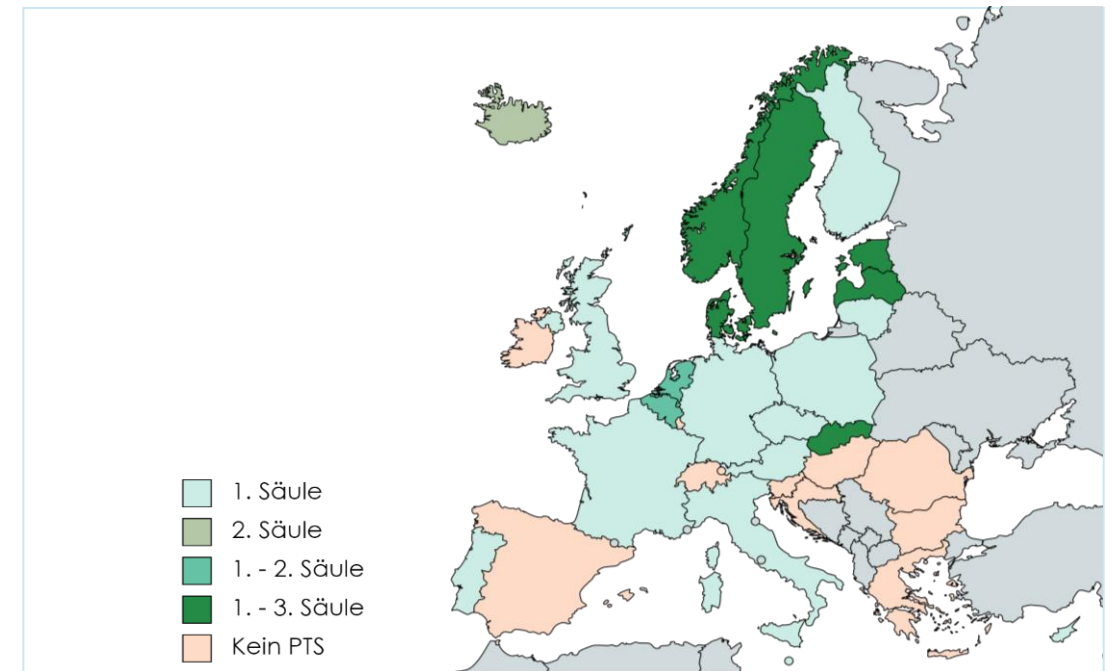 1. Säule
2. Säule
1. - 2. Säule
1. - 3. Säule
Kein PTS